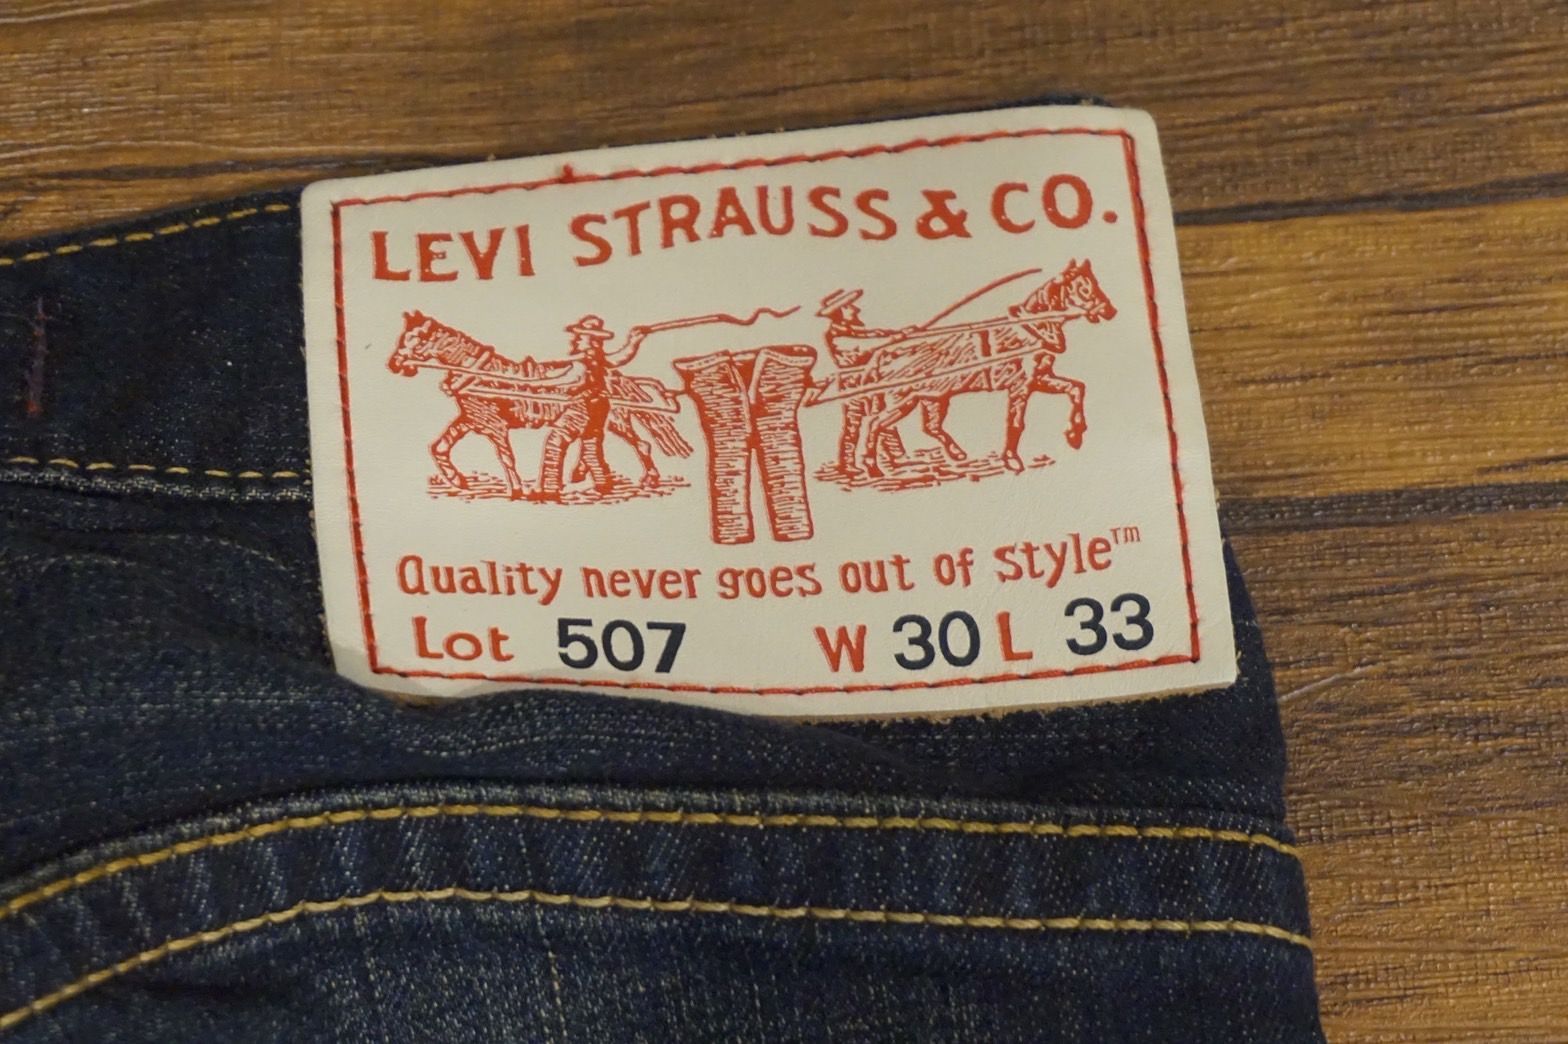 LEVI STRAUSS & CO.
Quality never goes out of style™
Lot 507 W 30 L 33